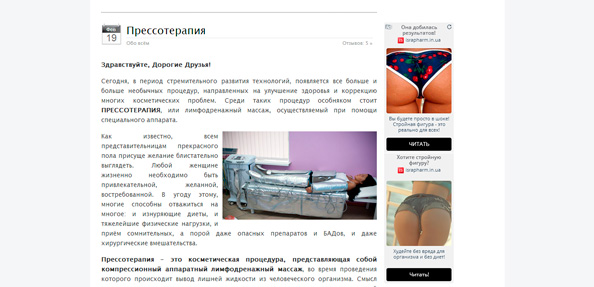 Фев
19
Прессотерапия
Обо всём
Отзывов: 5 »
Здравствуйте, Дорогие Друзья!
Сегодня, в период стремительного развития технологий, появляется все больше и
больше необычных процедур, направленных на улучшение здоровья и коррекцию
многих косметических проблем. Среди таких процедур особняком стоит
ПРЕССОТЕРАПИЯ, или лимфодренажный массаж, осуществляемый при помощи
специального аппарата.
Как известно, всем
представительницам прекрасного
пола присуще желание блистательно
выглядеть. Любой женщине
жизненно необходимо быть
привлекательной, желанной,
востребованной. В угоду этому,
многие способны отважиться на
многое: и изнуряющие диеты, и
тяжелейшие физические нагрузки, и
приём сомнительных, а порой даже опасных препаратов и БАДов, и даже
хирургические вмешательства.
Прессотерапия – это косметическая процедура, представляющая собой
компрессионный аппаратный лимфодренажный массаж, во время проведения
которого происходит вывод лишней жидкости из человеческого организма. Смысл
Она добилась
результатов!
israpharm.in.ua
Вы будете просто в шоке!
Стройная фигура - это
реально для всех!
ЧИТАТЬ
Хотите стройную
фигуру?
israpharm.in.ua
Худейте без вреда для
организма и без диет!
Читать!